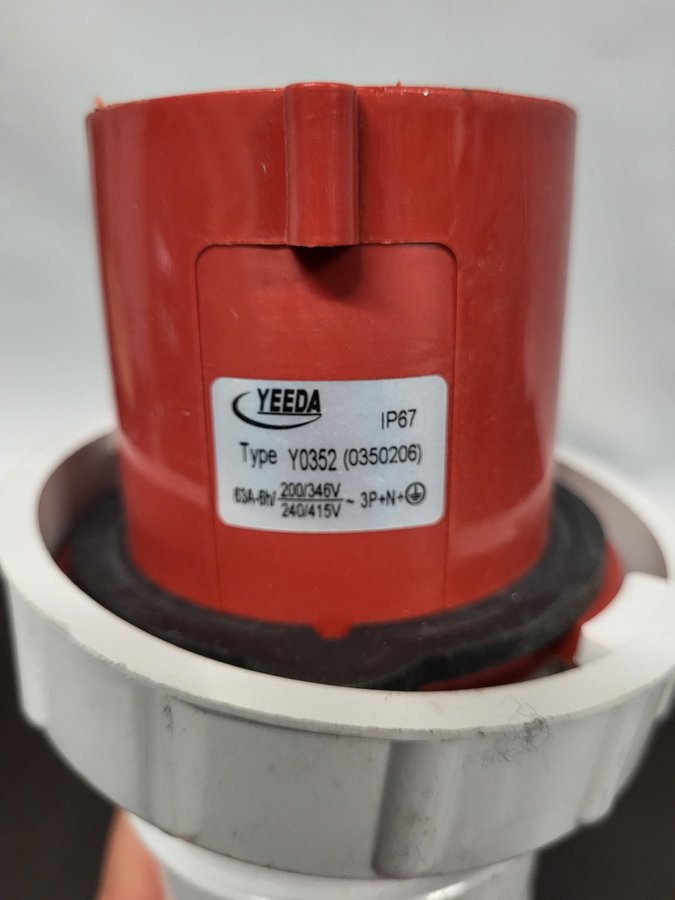 YEEDA
IP67
Type Y0352 (0350206)
63A-6h/ 200/346V
240/415V ~ 3P+N+⏚